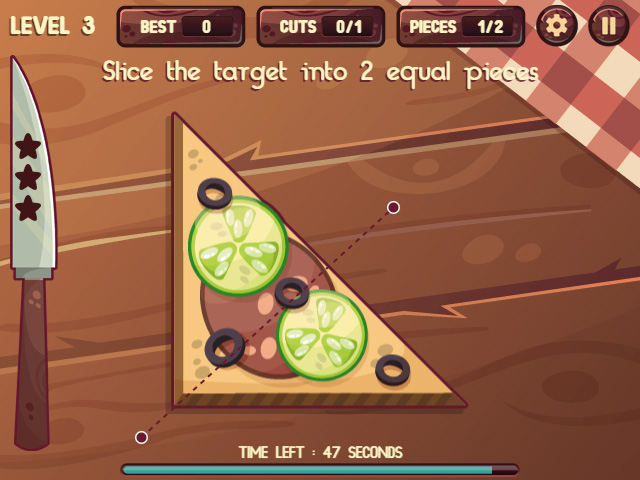 LEVEL 3 BEST 0 CUTS 0/1 PIECES 1/2
Slice the target into 2 equal pieces
TIME LEFT : 47 SECONDS